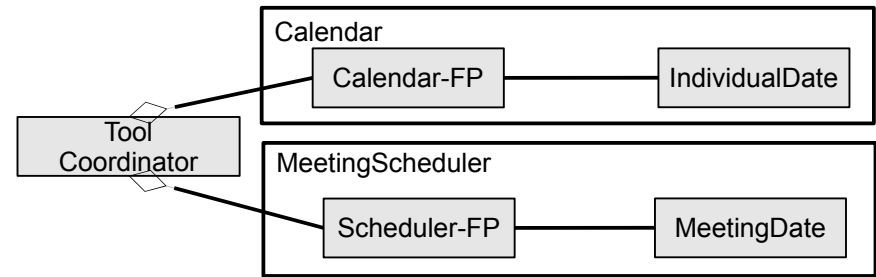 Calendar
Calendar-FP
IndividualDate
Tool
Coordinator
MeetingScheduler
Scheduler-FP
MeetingDate